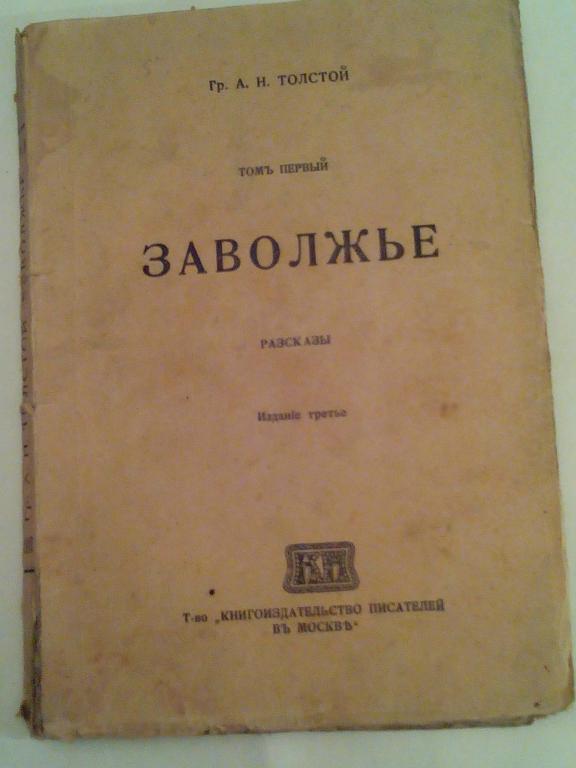 Гр. А. Н. ТОЛСТОЙ
ТОМЪ ПЕРВЫЙ
ЗАВОЛЖЬЕ
РАЗСКАЗЫ
Изданіе третье
Т-во „КНИГОИЗДАТЕЛЬСТВО ПИСАТЕЛЕЙ
ВЪ МОСКВѢ“